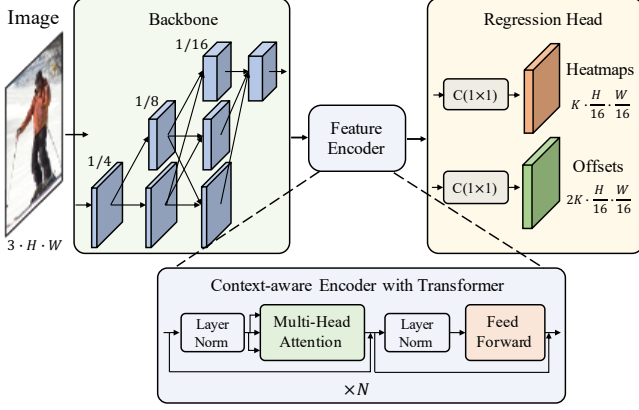 Image
3 · H · W
Backbone
1/4
1/8
1/16
Feature
Encoder
Regression Head
C(1×1)
Heatmaps
K · H/16 · W/16
C(1×1)
Offsets
2K · H/16 · W/16
Context-aware Encoder with Transformer
Layer
Norm
Multi-Head
Attention
Layer
Norm
Feed
Forward
×N